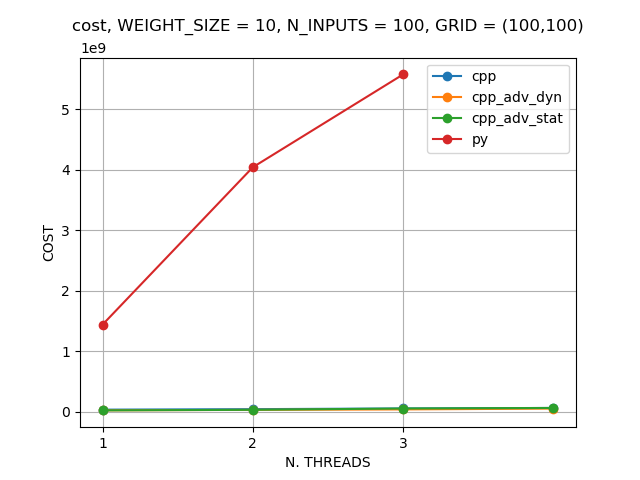 cost, WEIGHT_SIZE = 10, N_INPUTS = 100, GRID = (100,100)
1e9
cpp
cpp_adv_dyn
cpp_adv_stat
py
5
4
3
2
1
0
COST
1 2 3
N. THREADS